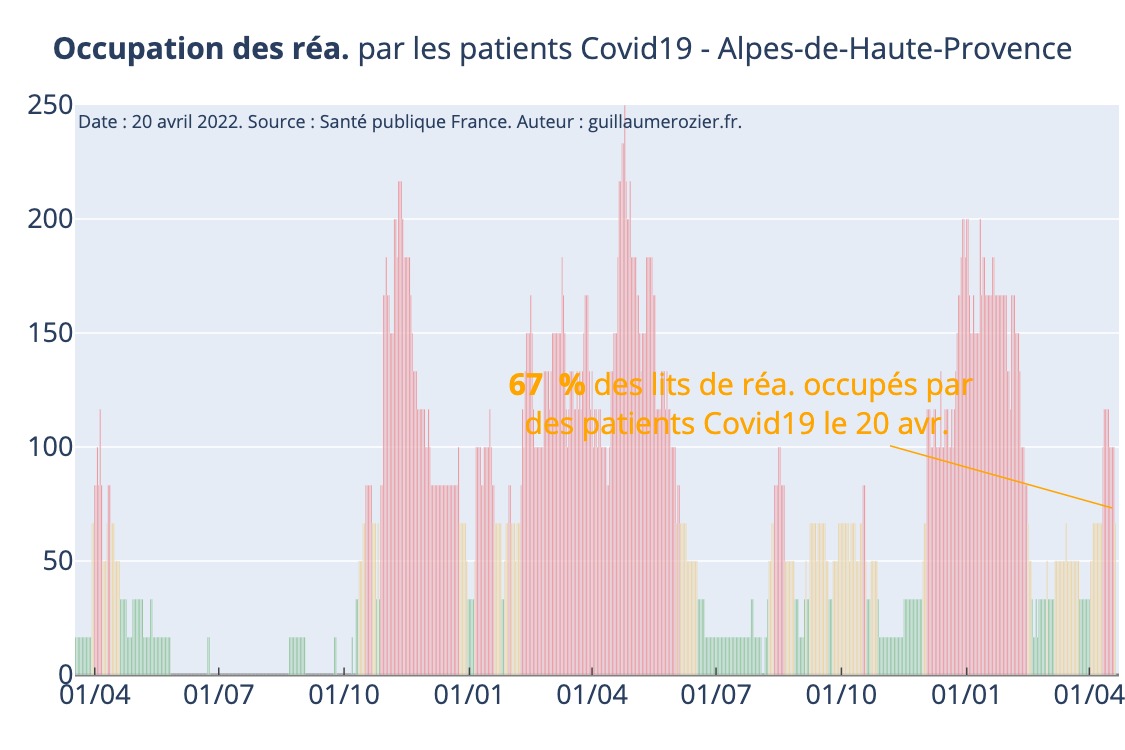 Occupation des réa. par les patients Covid19 - Alpes-de-Haute-Provence
250
Date : 20 avril 2022. Source : Santé publique France. Auteur : guillaumerozier.fr.
200
150
67 % des lits de réa. occupés par
des patients Covid19 le 20 avr.
100
50
0
01/04 01/07 01/10 01/01 01/04 01/07 01/10 01/01 01/04